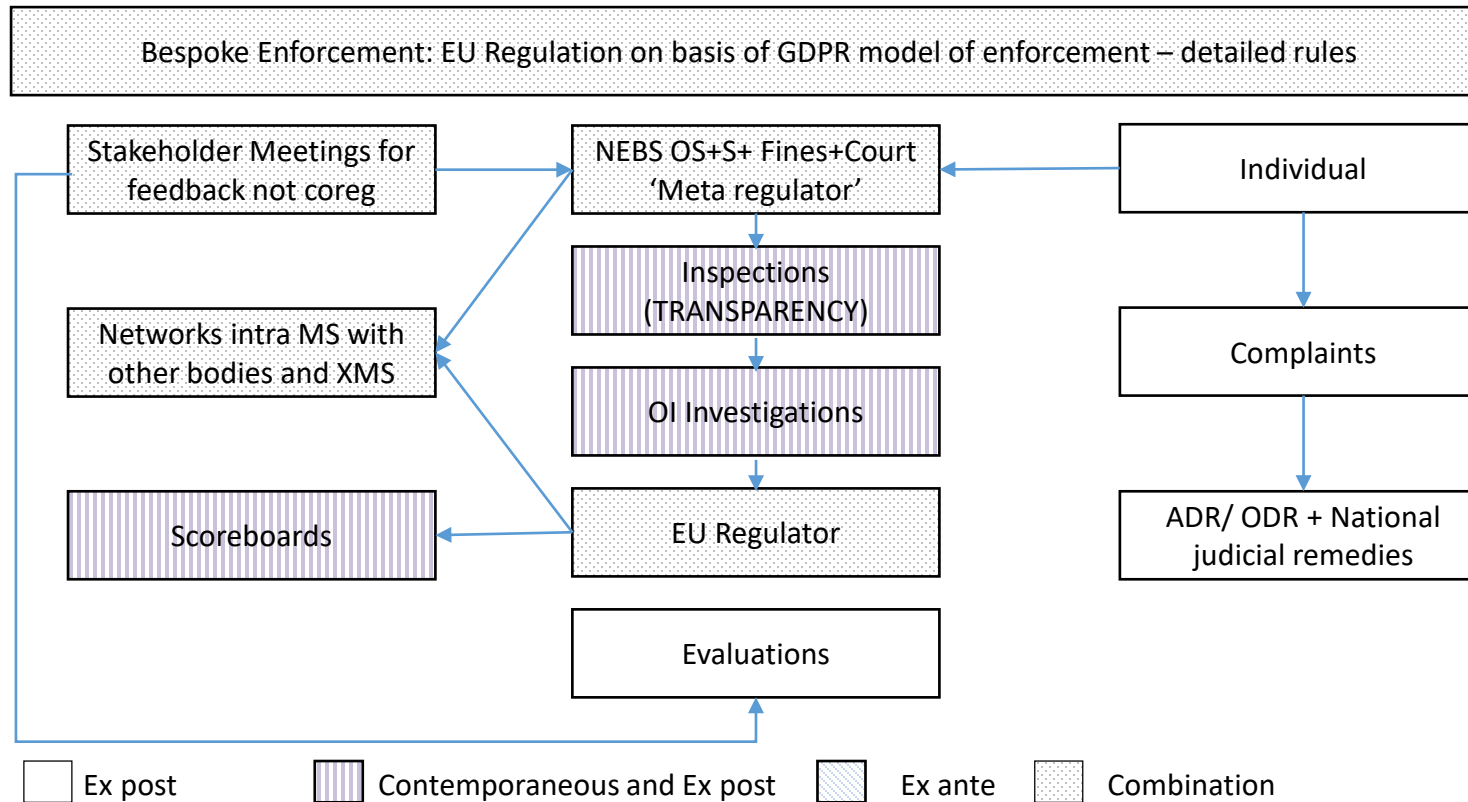 Bespoke Enforcement: EU Regulation on basis of GDPR model of enforcement – detailed rules
Stakeholder Meetings for
feedback not coreg
NEBS OS+S+ Fines+Court
‘Meta regulator’
Individual
Inspections
(TRANSPARENCY)
Networks intra MS with
other bodies and XMS
Complaints
OI Investigations
Scoreboards
EU Regulator
ADR/ ODR + National
judicial remedies
Evaluations
Ex post
Contemporaneous and Ex post
Ex ante
Combination